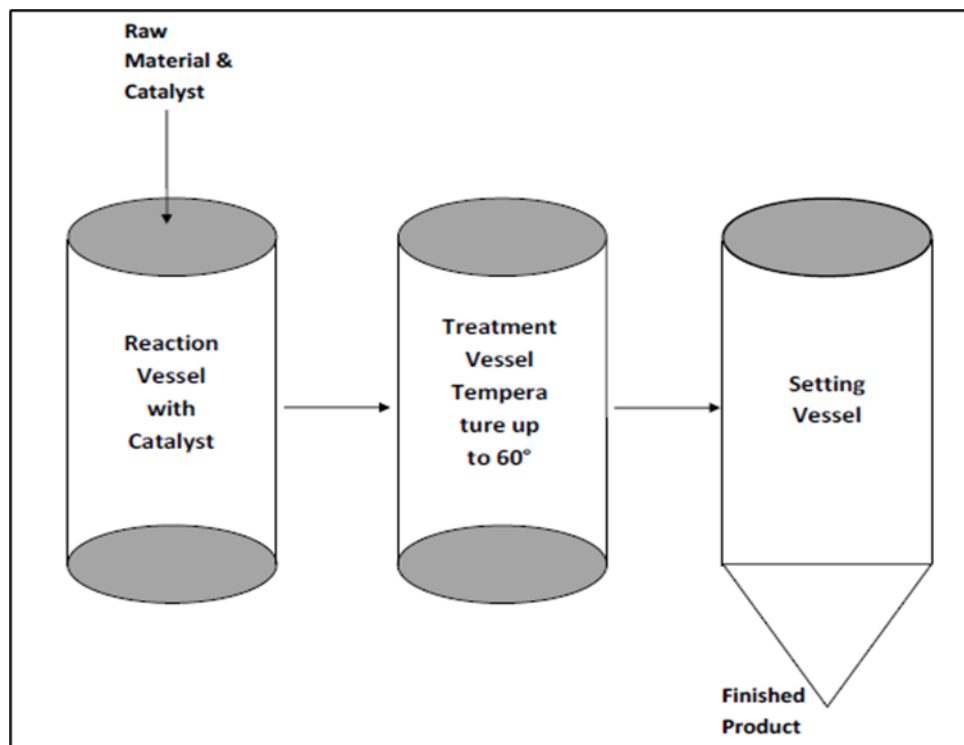 Raw
Material &
Catalyst
Reaction
Vessel
with
Catalyst
Treatment
Vessel
Tempera
ture up
to 60°
Setting
Vessel
Finished
Product